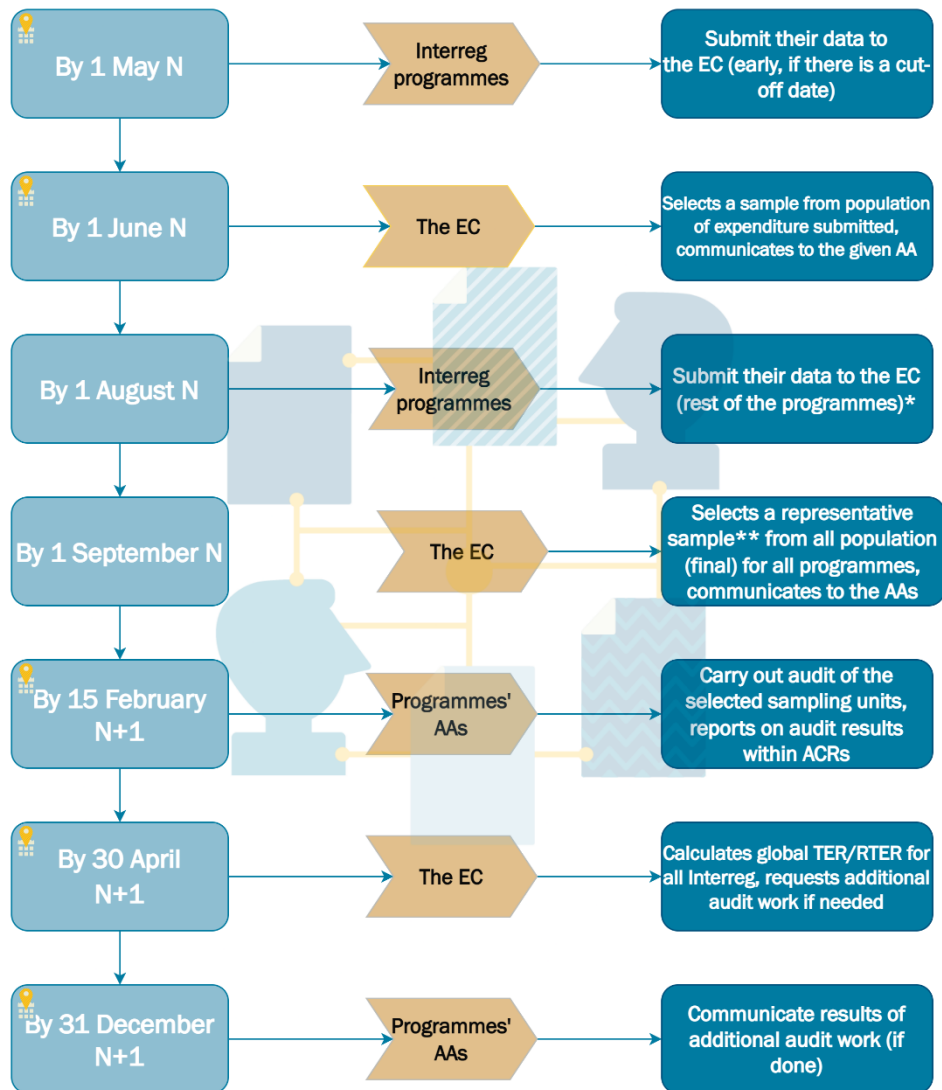 By 1 May N
Interreg
programmes
Submit their data to
the EC (early, if there is a cut-
off date)
By 1 June N
The EC
Selects a sample from population
of expenditure submitted,
communicates to the given AA
By 1 August N
Interreg
programmes
Submit their data to the EC
(rest of the programmes)*
By 1 September N
The EC
Selects a representative
sample** from all population
(final) for all programmes,
communicates to the AAs
By 15 February
N+1
Programmes'
AAs
Carry out audit of the
selected sampling units,
reports on audit results
within ACRs
By 30 April
N+1
The EC
Calculates global TER/RTER for
all Interreg, requests additional
audit work if needed
By 31 December
N+1
Programmes'
AAs
Communicate results of
additional audit work (if
done)